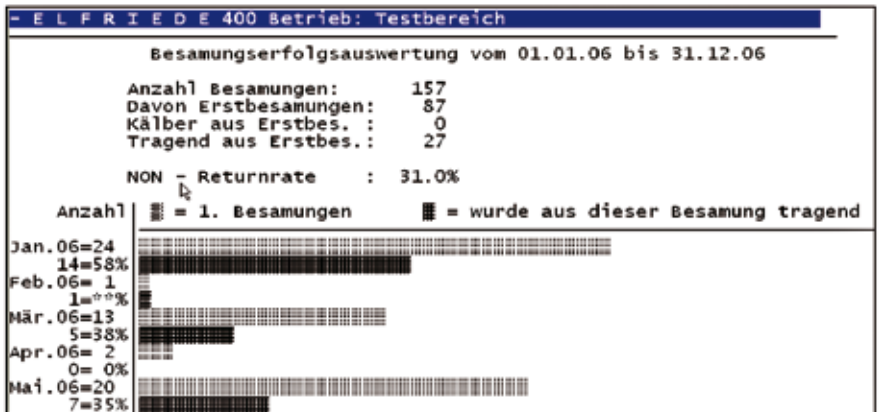 - E L F R I E D E 400 Betrieb: Testbereich
Besamungserfolgsauswertung vom 01.01.06 bis 31.12.06
Anzahl Besamungen: 157
Davon Erstbesamungen: 87
Kälber aus Erstbes. : 0
Tragend aus Erstbes.: 27
NON - Returnrate : 31.0%
Anzahl = 1. Besamungen = wurde aus dieser Besamung tragend
Jan.06=24
14=58%
Feb.06= 1
1=**%
Mär.06=13
5=38%
Apr.06= 2
0= 0%
Mai.06=20
7=35%